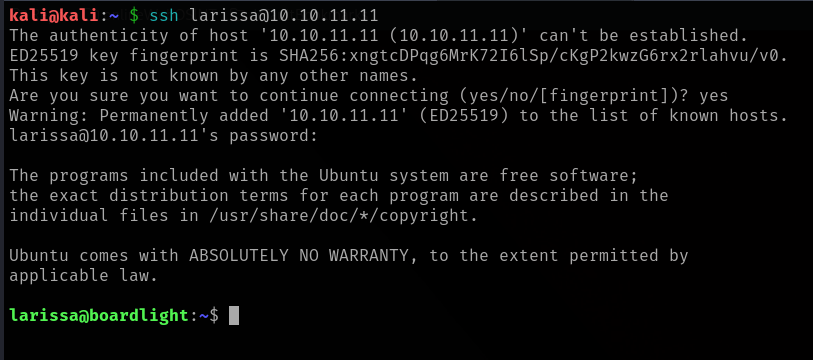 kali@kali:~ $ ssh larissa@10.10.11.11
The authenticity of host '10.10.11.11 (10.10.11.11)' can't be established.
ED25519 key fingerprint is SHA256:xngtcDPqg6MrK72I6lSp/cKgP2kwzG6rx2rlahvu/v0.
This key is not known by any other names.
Are you sure you want to continue connecting (yes/no/[fingerprint])? yes
Warning: Permanently added '10.10.11.11' (ED25519) to the list of known hosts.
larissa@10.10.11.11's password:
The programs included with the Ubuntu system are free software;
the exact distribution terms for each program are described in the
individual files in /usr/share/doc/*/copyright.
Ubuntu comes with ABSOLUTELY NO WARRANTY, to the extent permitted by
applicable law.
larissa@boardlight:~$